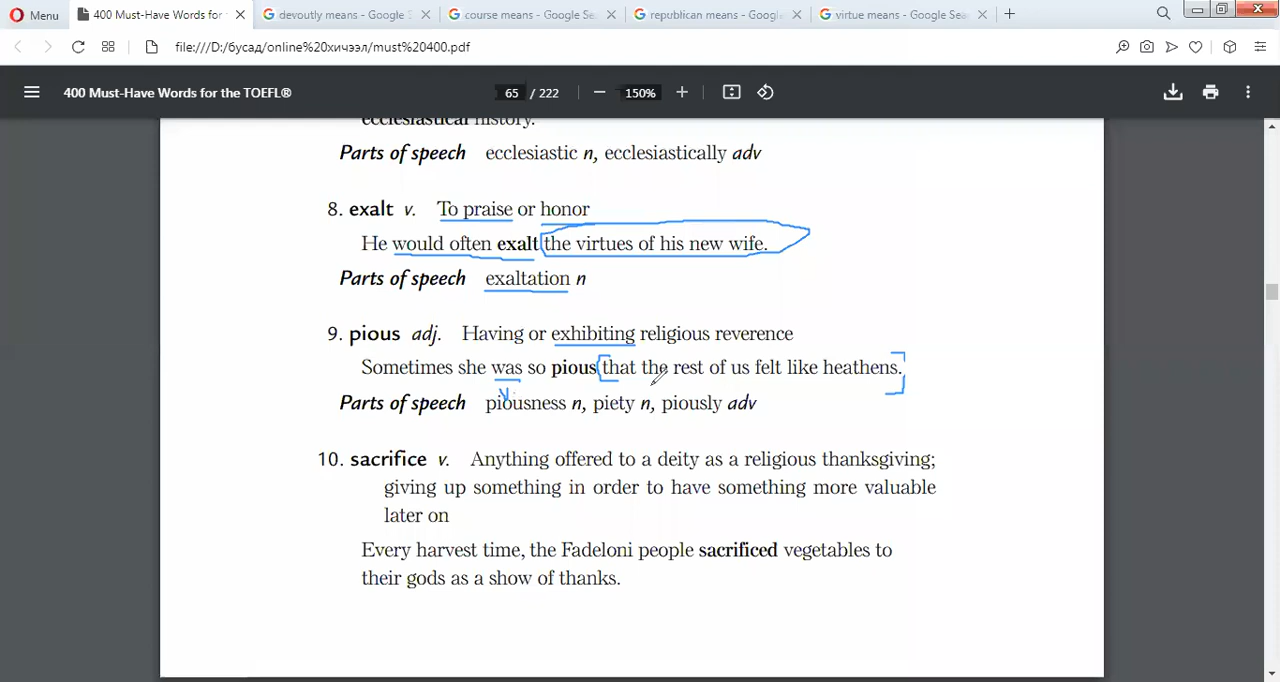 Menu
400 Must-Have Words for
devoutly means - Google
course means - Google Se
republican means - Googl
virtue means - Google Sea
file:///D:/бусад/online%20хичээл/must%20400.pdf
400 Must-Have Words for the TOEFL®
65 / 222
150%
ecclesiastical history.
Parts of speech ecclesiastic n, ecclesiastically adv
8. exalt v. To praise or honor
He would often exalt the virtues of his new wife.
Parts of speech exaltation n
9. pious adj. Having or exhibiting religious reverence
Sometimes she was so pious that the rest of us felt like heathens.
Parts of speech piousness n, piety n, piously adv
10. sacrifice v. Anything offered to a deity as a religious thanksgiving;
giving up something in order to have something more valuable
later on
Every harvest time, the Fadeloni people sacrificed vegetables to
their gods as a show of thanks.